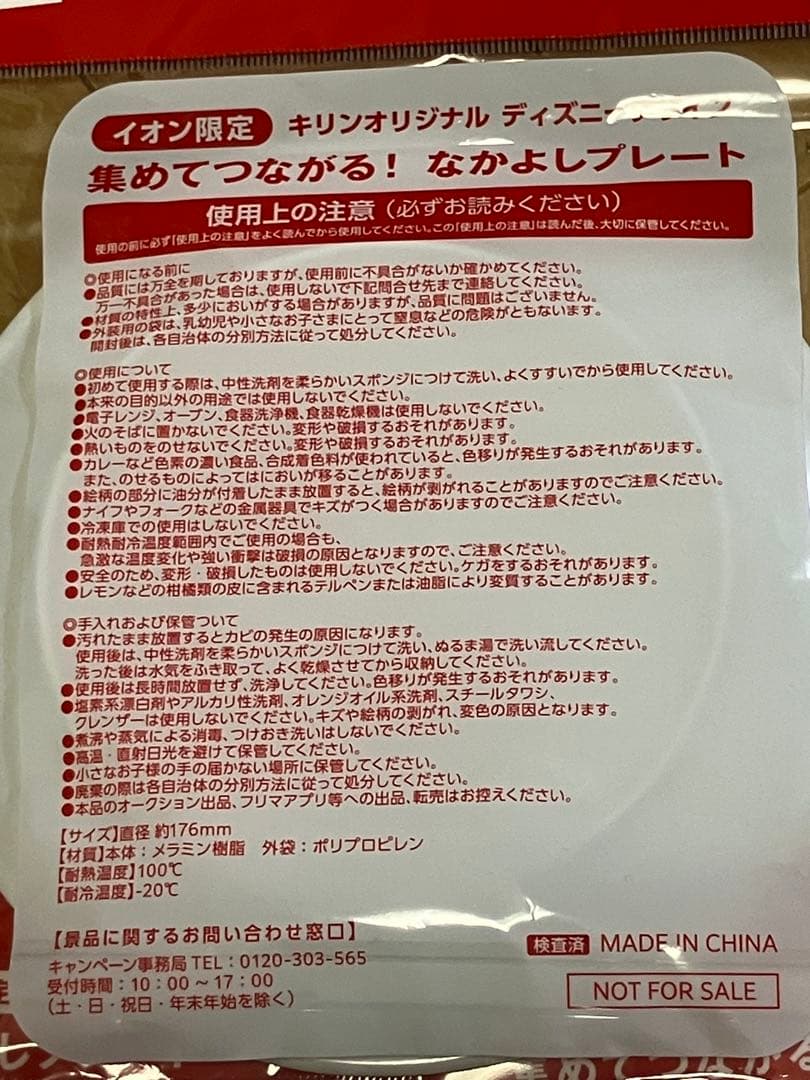 イオン限定 キリンオリジナル ディズニー
集めてつながる! なかよしプレート
使用上の注意(必ずお読みください)
使用の前に必ず「使用上の注意」をよく読んでから使用してください。この「使用上の注意」は読んだ後、大切に保管してください。
◎使用になる前に
●品質には万全を期しておりますが、使用前に不具合がないか確かめてください。
万一不具合があった場合は、使用しないで下記問合せ先まで連絡してください。
●材質の特性上、多少においがする場合がありますが、品質に問題はございません。
●外装用の袋は、乳幼児や小さなお子さまにとって窒息などの危険がともないます。
開封後は、各自治体の分別方法に従って処分してください。
◎使用について
●初めて使用する際は、中性洗剤を柔らかいスポンジにつけて洗い、よくすすいでから使用してください。
●本来の目的以外の用途では使用しないでください。
●電子レンジ、オーブン、食器洗浄機、食器乾燥機は使用しないでください。
●火のそばに置かないでください。変形や破損するおそれがあります。
●熱いものをのせないでください。変形や破損するおそれがあります。
●カレーなど色素の濃い食品、合成着色料が使われていると、色移りが発生するおそれがあります。
また、のせるものによってはにおいが移ることがあります。
●絵柄の部分に油分が付着したまま放置すると、絵柄が剥がれることがありますのでご注意ください。
●ナイフやフォークなどの金属器具でキズがつく場合がありますのでご注意ください。
●冷凍庫での使用はしないでください。
●耐熱耐冷温度範囲内でご使用の場合も、
急激な温度変化や強い衝撃は破損の原因となりますので、ご注意ください。
●安全のため、変形・破損したものは使用しないでください。ケガをするおそれがあります。
●レモンなどの柑橘類の皮に含まれるテルペンまたは油脂により変質することがあります。
◎手入れおよび保管ついて
●汚れたまま放置するとカビの発生の原因になります。
使用後は、中性洗剤を柔らかいスポンジにつけて洗い、ぬるま湯で洗い流してください。
洗った後は水気をふき取って、よく乾燥させてから収納してください。
●使用後は長時間放置せず、洗浄してください。色移りが発生するおそれがあります。
●塩素系漂白剤やアルカリ性洗剤、オレンジオイル系洗剤、スチールタワシ、
クレンザーは使用しないでください。キズや絵柄の剥がれ、変色の原因となります。
●煮沸や蒸気による消毒、つけおき洗いはしないでください。
●高温・直射日光を避けて保管してください。
●小さなお子様の手の届かない場所に保管してください。
●廃棄の際は各自治体の分別方法に従って処分してください。
●本品のオークション出品、フリマアプリ等への出品、転売はお控えください。
【サイズ】直径 約176mm
【材質】本体:メラミン樹脂 外袋:ポリプロピレン
【耐熱温度】100℃
【耐冷温度】-20℃
【景品に関するお問い合わせ窓口】
キャンペーン事務局 TEL:0120-303-565
受付時間:10:00～17:00
(土・日・祝日・年末年始を除く)
検査済 MADE IN CHINA
NOT FOR SALE
集めてつながる